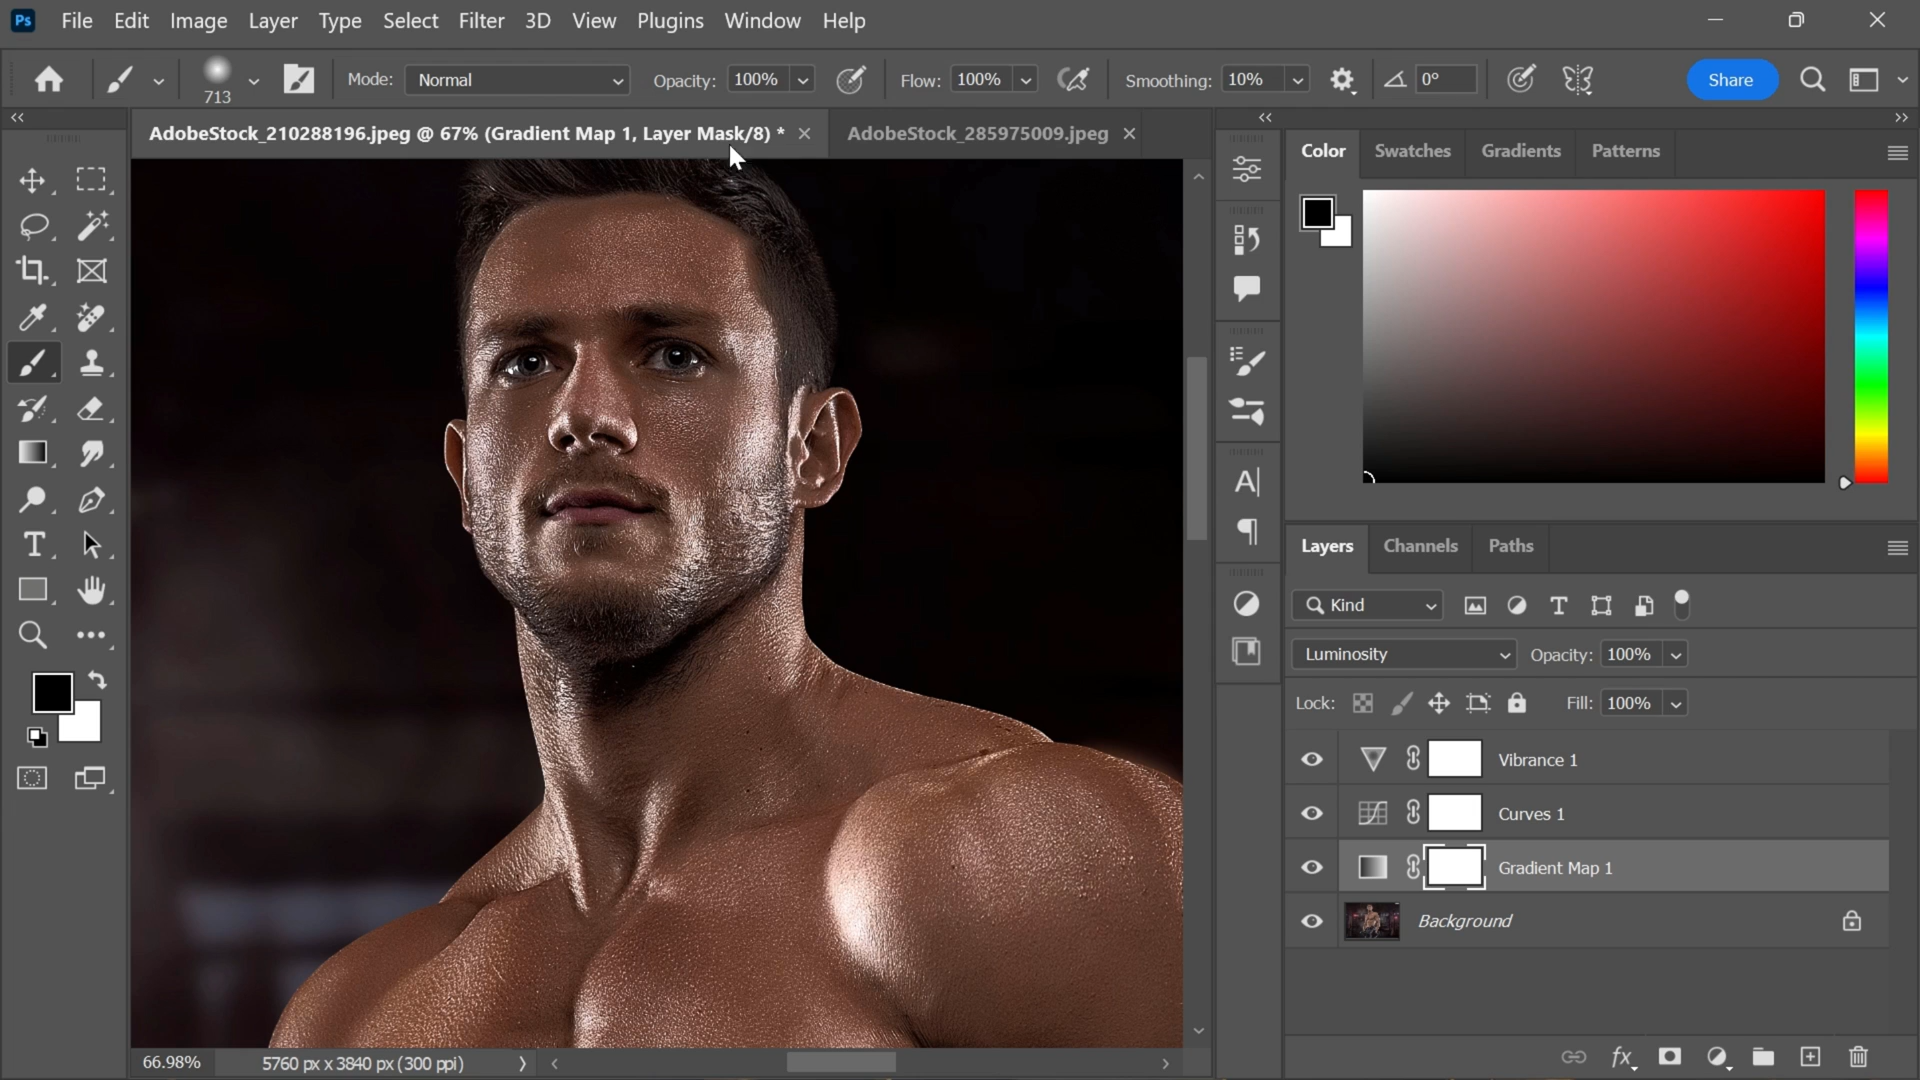 Ps File Edit Image Layer Type Select Filter 3D View Plugins Window Help
713 Mode: Normal Opacity: 100% Flow: 100% Smoothing: 10% 0° Share
AdobeStock_210288196.jpeg @ 67% (Gradient Map 1, Layer Mask/8) * AdobeStock_285975009.jpeg
Color Swatches Gradients Patterns
Layers Channels Paths
Kind
Luminosity Opacity: 100%
Lock: Fill: 100%
Vibrance 1
Curves 1
Gradient Map 1
Background
66.98% 5760 px x 3840 px (300 ppi)
fx